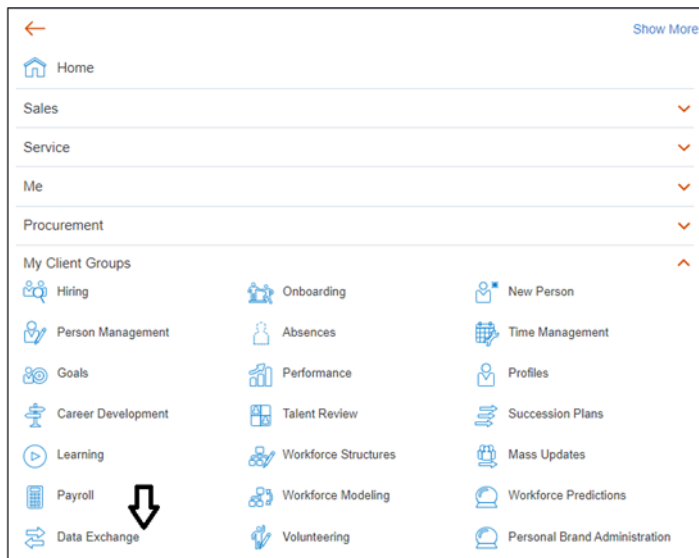 Show More
Home
Sales
Service
Me
Procurement
My Client Groups
Hiring Onboarding New Person
Person Management Absences Time Management
Goals Performance Profiles
Career Development Talent Review Succession Plans
Learning Workforce Structures Mass Updates
Payroll Workforce Modeling Workforce Predictions
Data Exchange Volunteering Personal Brand Administration